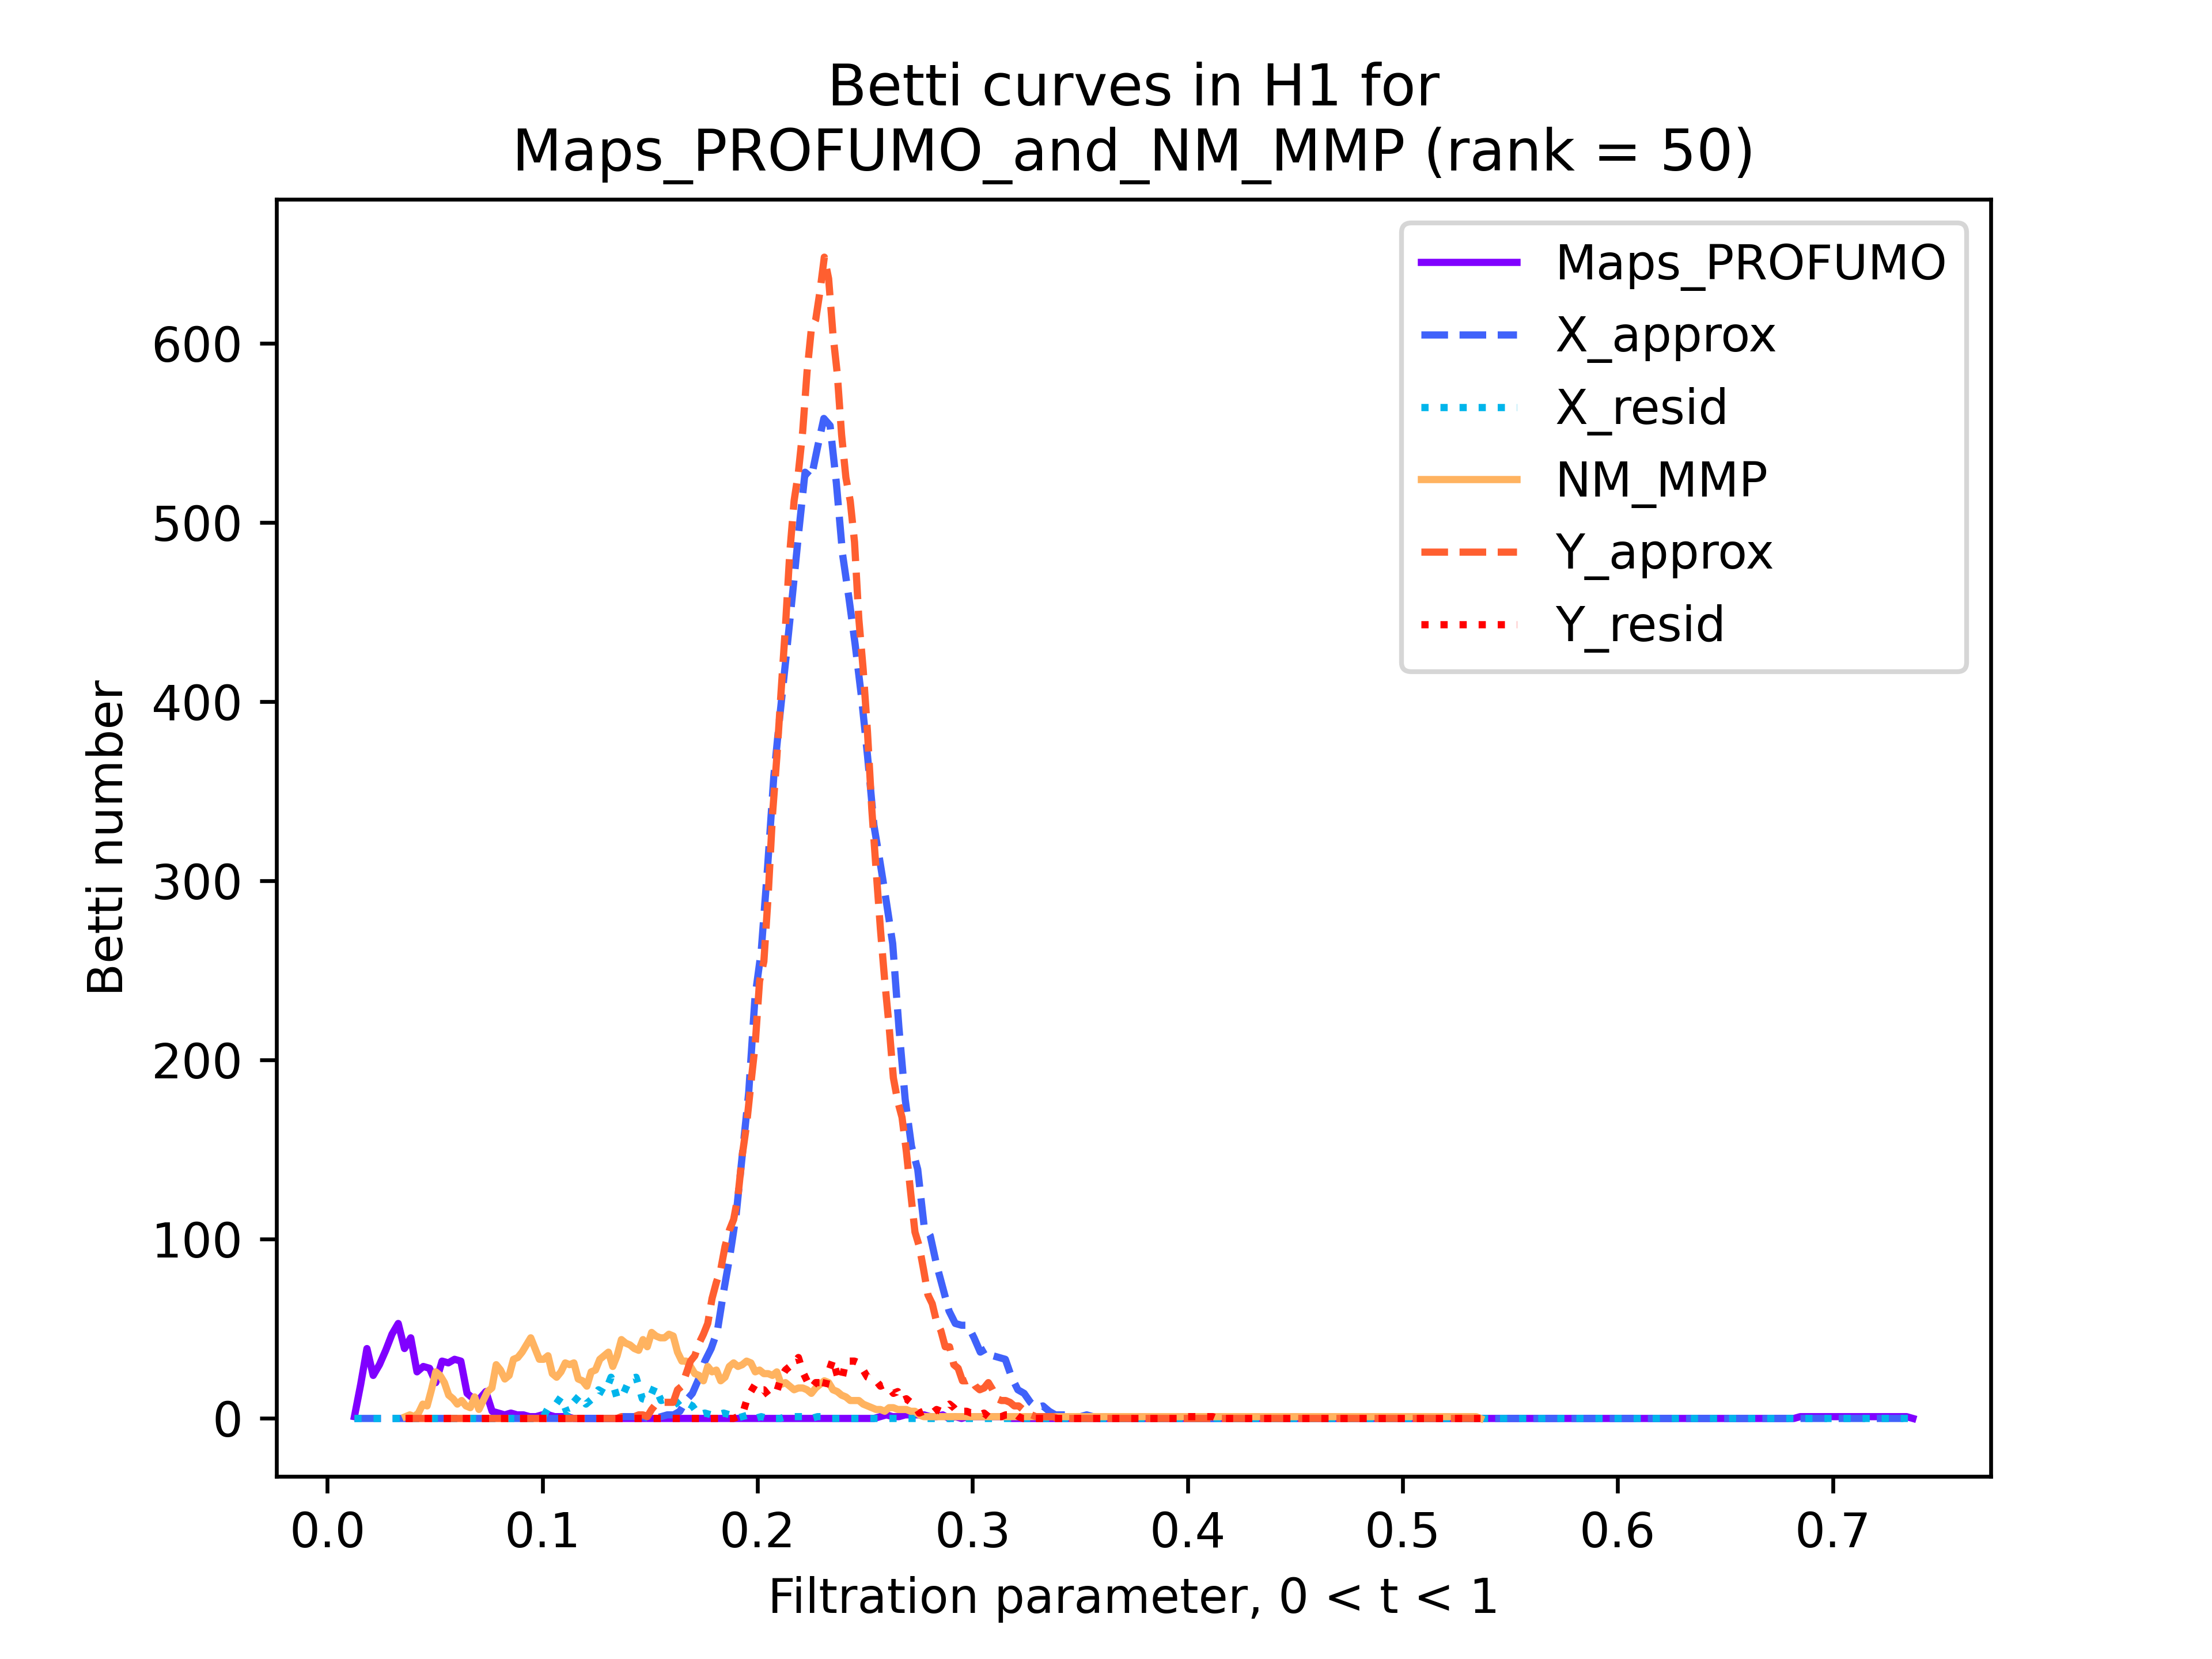 Betti curves in H1 for
Maps_PROFUMO_and_NM_MMP (rank = 50)
Maps_PROFUMO
X_approx
X_resid
NM_MMP
Y_approx
Y_resid
Betti number
600
500
400
300
200
100
0
0.0 0.1 0.2 0.3 0.4 0.5 0.6 0.7
Filtration parameter, 0 < t < 1